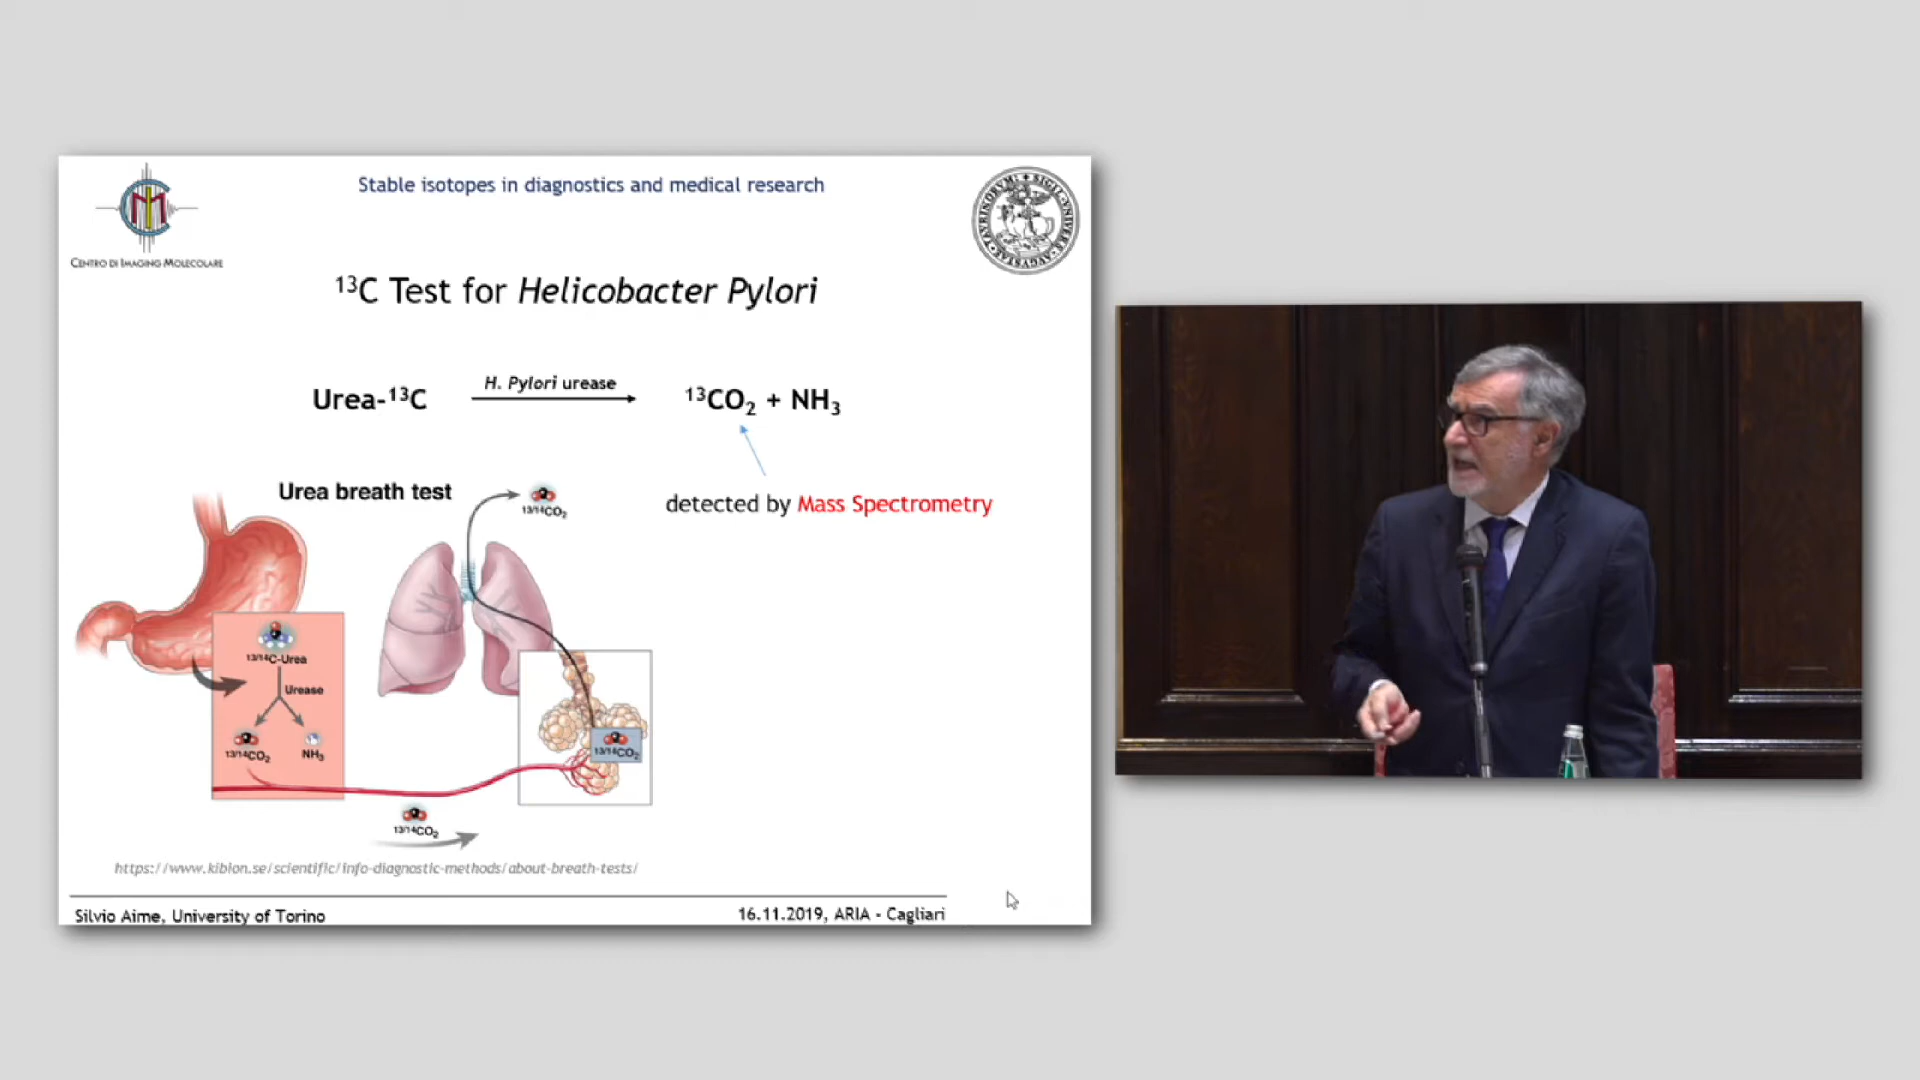 Stable isotopes in diagnostics and medical research
CENTRO DI IMAGING MOLECOLARE
¹³C Test for Helicobacter Pylori
Urea-¹³C
H. Pylori urease
¹³CO₂ + NH₃
detected by Mass Spectrometry
Urea breath test
13/14CO₂
13/14C-Urea
Urease
13/14CO₂
NH₃
13/14CO₂
13/14CO₂
https://www.kibion.se/scientific/info-diagnostic-methods/about-breath-tests/
Silvio Aime, University of Torino
16.11.2019, ARIA - Cagliari